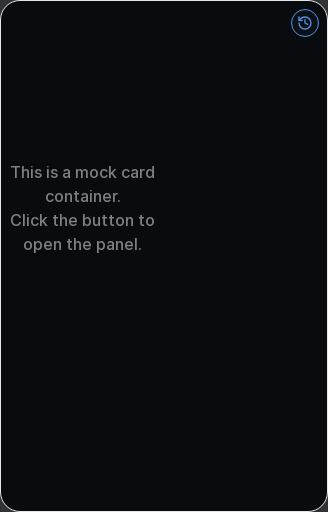 This is a mock card
container.
Click the button to
open the panel.